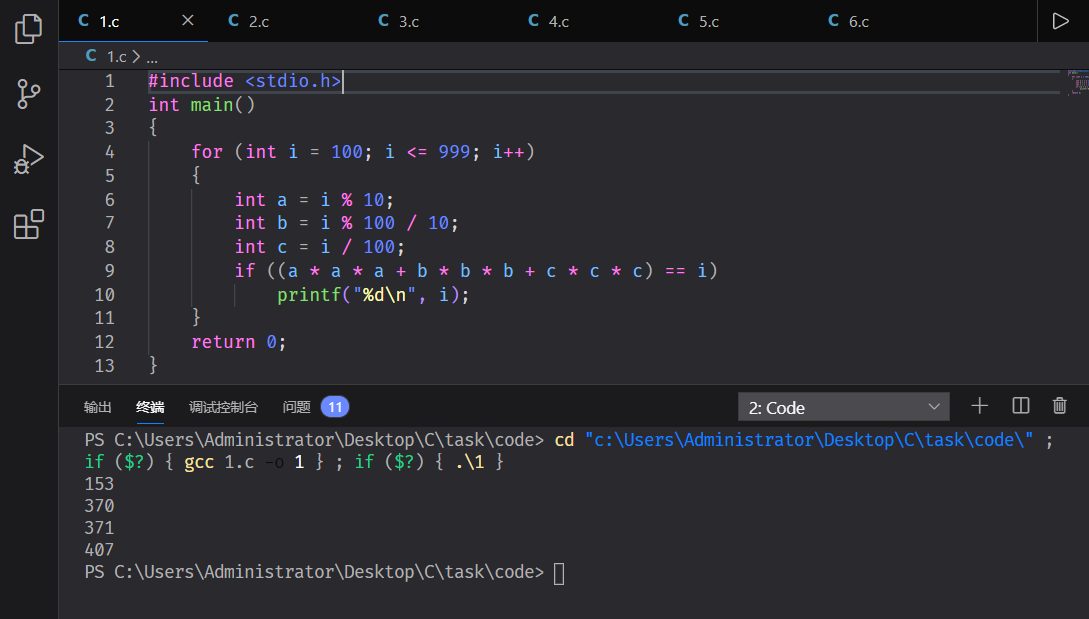 C 1.c × C 2.c C 3.c C 4.c C 5.c C 6.c
C 1.c > ...
1 #include <stdio.h>
2 int main()
3 {
4 for (int i = 100; i <= 999; i++)
5 {
6 int a = i % 10;
7 int b = i % 100 / 10;
8 int c = i / 100;
9 if ((a * a * a + b * b * b + c * c * c) == i)
10 printf("%d\n", i);
11 }
12 return 0;
13 }
输出 终端 调试控制台 问题 11 2: Code
PS C:\Users\Administrator\Desktop\C\task\code> cd "c:\Users\Administrator\Desktop\C\task\code\" ;
if ($?) { gcc 1.c -o 1 } ; if ($?) { .\1 }
153
370
371
407
PS C:\Users\Administrator\Desktop\C\task\code>